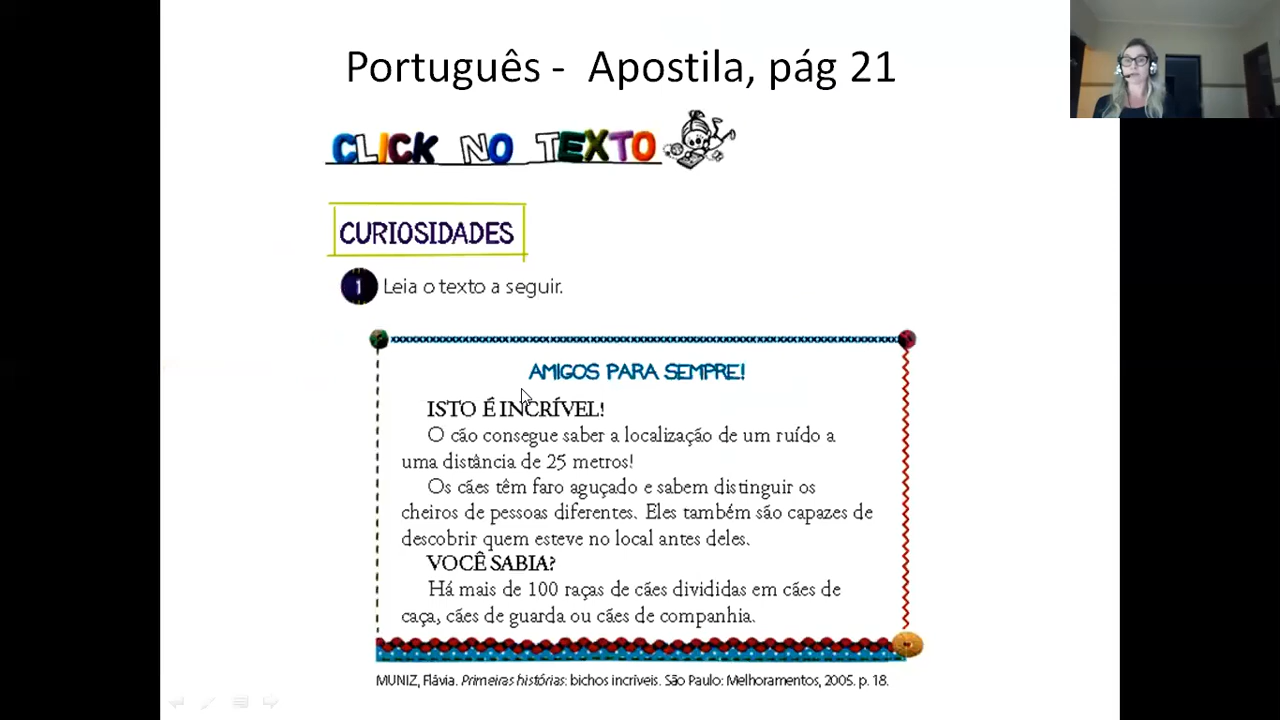 Português - Apostila, pág 21
CLICK NO TEXTO
CURIOSIDADES
1 Leia o texto a seguir.
AMIGOS PARA SEMPRE!
ISTO É INCRÍVEL!
O cão consegue saber a localização de um ruído a
uma distância de 25 metros!
Os cães têm faro aguçado e sabem distinguir os
cheiros de pessoas diferentes. Eles também são capazes de
descobrir quem esteve no local antes deles.
VOCÊ SABIA?
Há mais de 100 raças de cães divididas em cães de
caça, cães de guarda ou cães de companhia.
MUNIZ, Flávia. Primeiras histórias: bichos incríveis. São Paulo: Melhoramentos, 2005. p. 18.